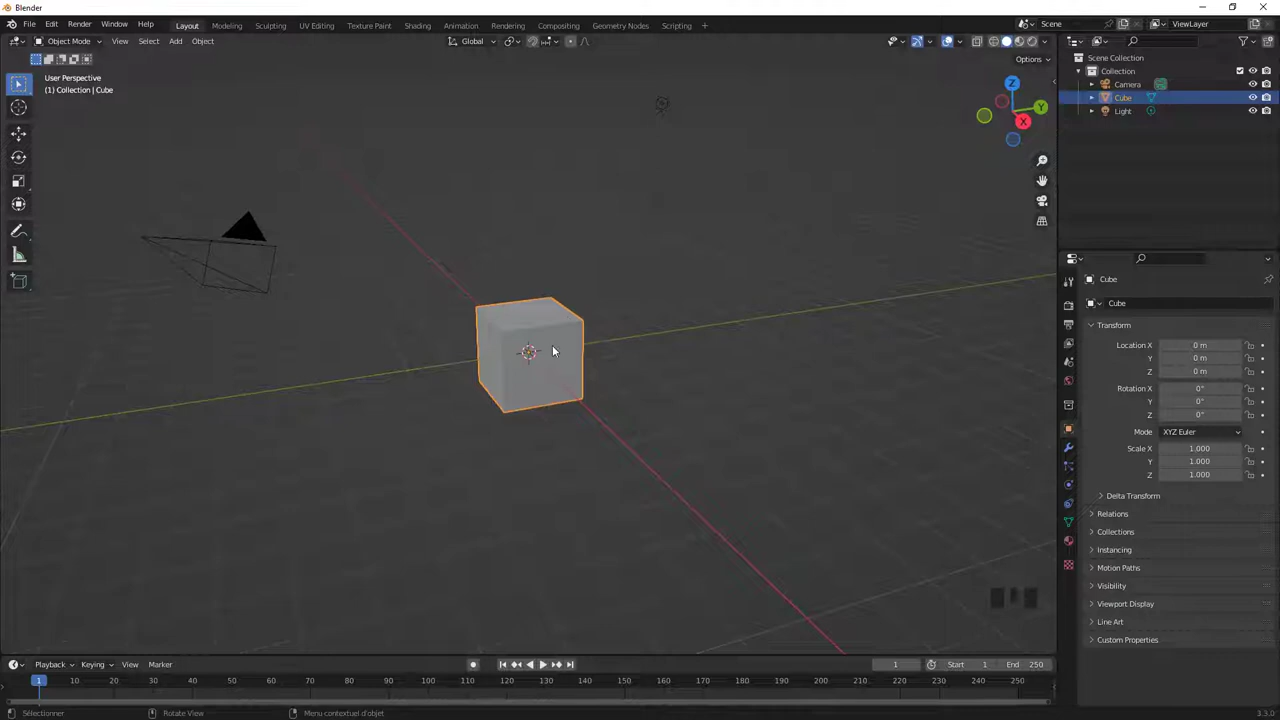 Blender
File Edit Render Window Help
Layout Modeling Sculpting UV Editing Texture Paint Shading Animation Rendering Compositing Geometry Nodes Scripting +
Scene
ViewLayer
Object Mode View Select Add Object
Global
Options
User Perspective
(1) Collection | Cube
Z
Y
X
Scene Collection
Collection
Camera
Cube
Light
Cube
Cube
Transform
Location X 0 m
Y 0 m
Z 0 m
Rotation X 0°
Y 0°
Z 0°
Mode XYZ Euler
Scale X 1.000
Y 1.000
Z 1.000
Delta Transform
Relations
Collections
Instancing
Motion Paths
Visibility
Viewport Display
Line Art
Custom Properties
Playback Keying View Marker
1 Start 1 End 250
1 10 20 30 40 50 60 70 80 90 100 110 120 130 140 150 160 170 180 190 200 210 220 230 240 250
Sélectionner Rotate View Menu contextuel d'objet 3.3.0